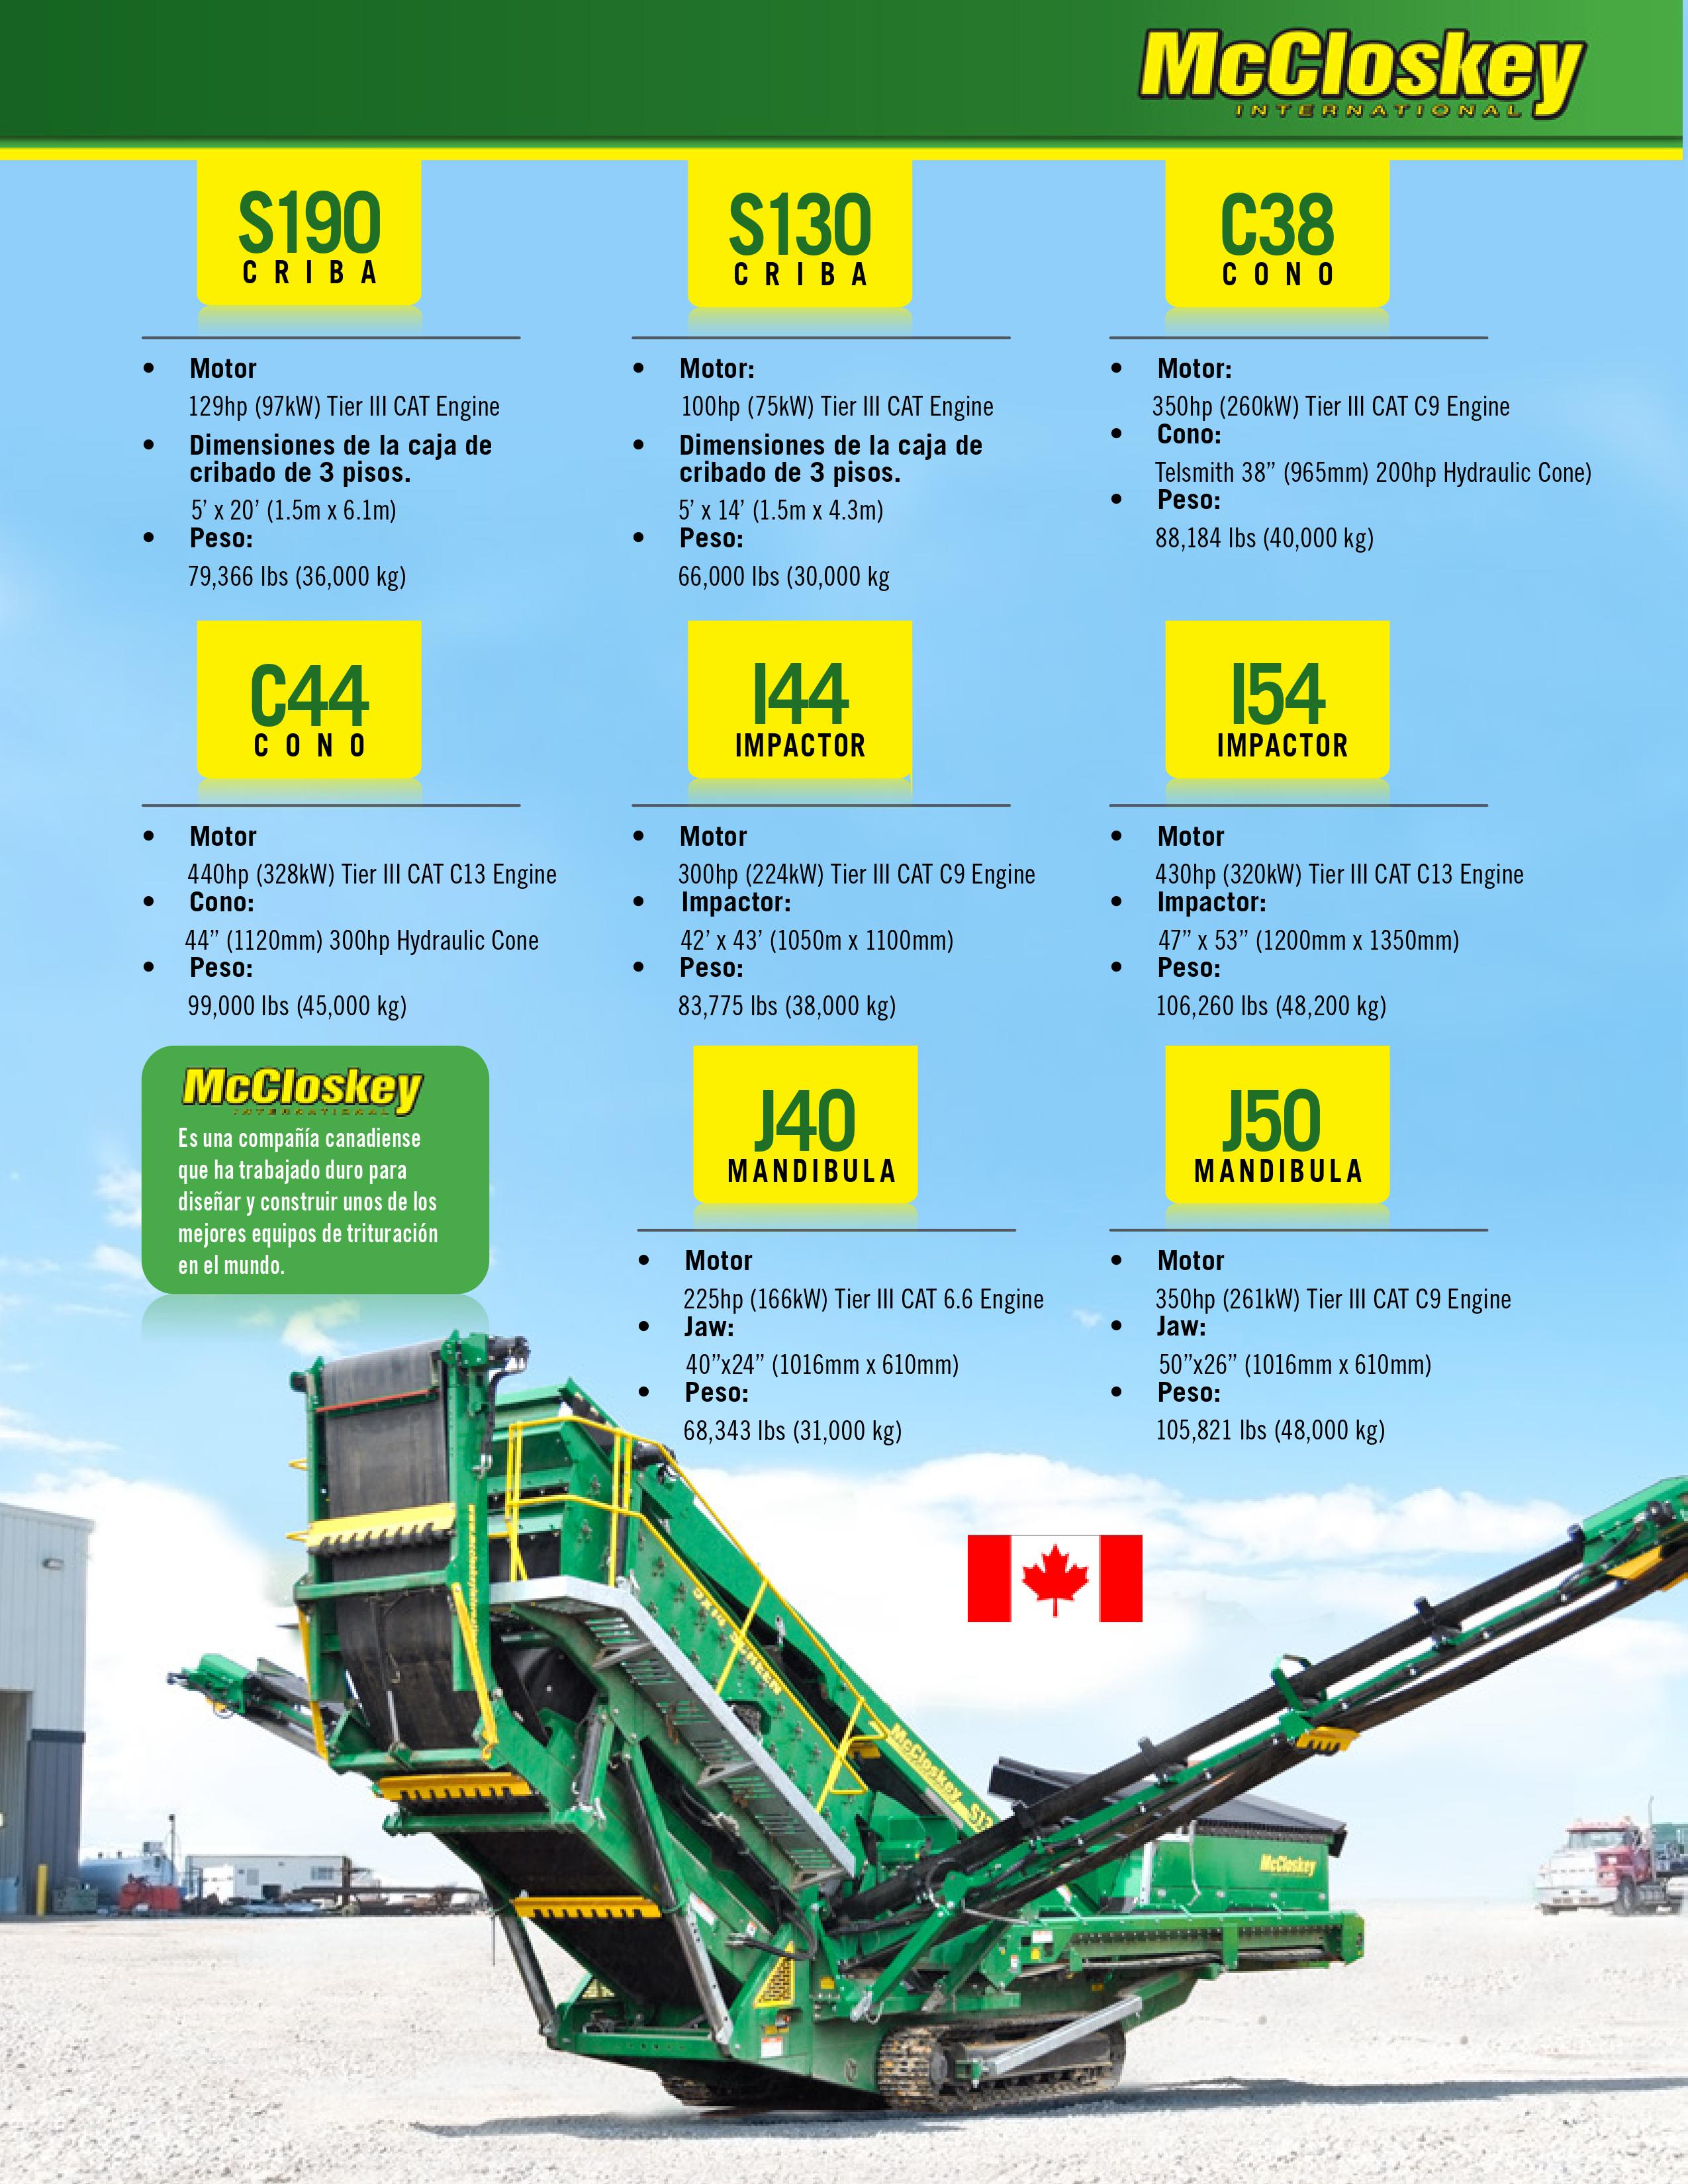 McCloskey
INTERNATIONAL
S190
CRIBA
• Motor
129hp (97kW) Tier III CAT Engine
• Dimensiones de la caja de
cribado de 3 pisos.
5’ x 20’ (1.5m x 6.1m)
• Peso:
79,366 lbs (36,000 kg)
S130
CRIBA
• Motor:
100hp (75kW) Tier III CAT Engine
• Dimensiones de la caja de
cribado de 3 pisos.
5’ x 14’ (1.5m x 4.3m)
• Peso:
66,000 lbs (30,000 kg
C38
CONO
• Motor:
350hp (260kW) Tier III CAT C9 Engine
• Cono:
Telsmith 38” (965mm) 200hp Hydraulic Cone)
• Peso:
88,184 lbs (40,000 kg)
C44
CONO
• Motor
440hp (328kW) Tier III CAT C13 Engine
• Cono:
44” (1120mm) 300hp Hydraulic Cone
• Peso:
99,000 lbs (45,000 kg)
I44
IMPACTOR
• Motor
300hp (224kW) Tier III CAT C9 Engine
• Impactor:
42’ x 43’ (1050m x 1100mm)
• Peso:
83,775 lbs (38,000 kg)
I54
IMPACTOR
• Motor
430hp (320kW) Tier III CAT C13 Engine
• Impactor:
47” x 53” (1200mm x 1350mm)
• Peso:
106,260 lbs (48,200 kg)
McCloskey
INTERNATIONAL
Es una compañía canadiense
que ha trabajado duro para
diseñar y construir unos de los
mejores equipos de trituración
en el mundo.
J40
MANDIBULA
• Motor
225hp (166kW) Tier III CAT 6.6 Engine
• Jaw:
40”x24” (1016mm x 610mm)
• Peso:
68,343 lbs (31,000 kg)
J50
MANDIBULA
• Motor
350hp (261kW) Tier III CAT C9 Engine
• Jaw:
50”x26” (1016mm x 610mm)
• Peso:
105,821 lbs (48,000 kg)
5X14 SCREEN
McCloskey S13
McCloskey